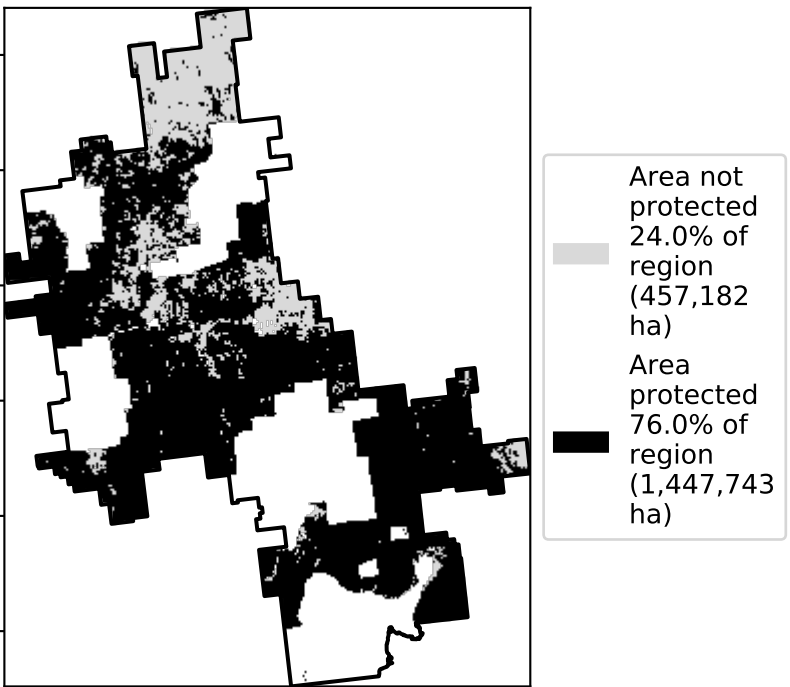 Area not
protected
24.0% of
region
(457,182
ha)
Area
protected
76.0% of
region
(1,447,743
ha)